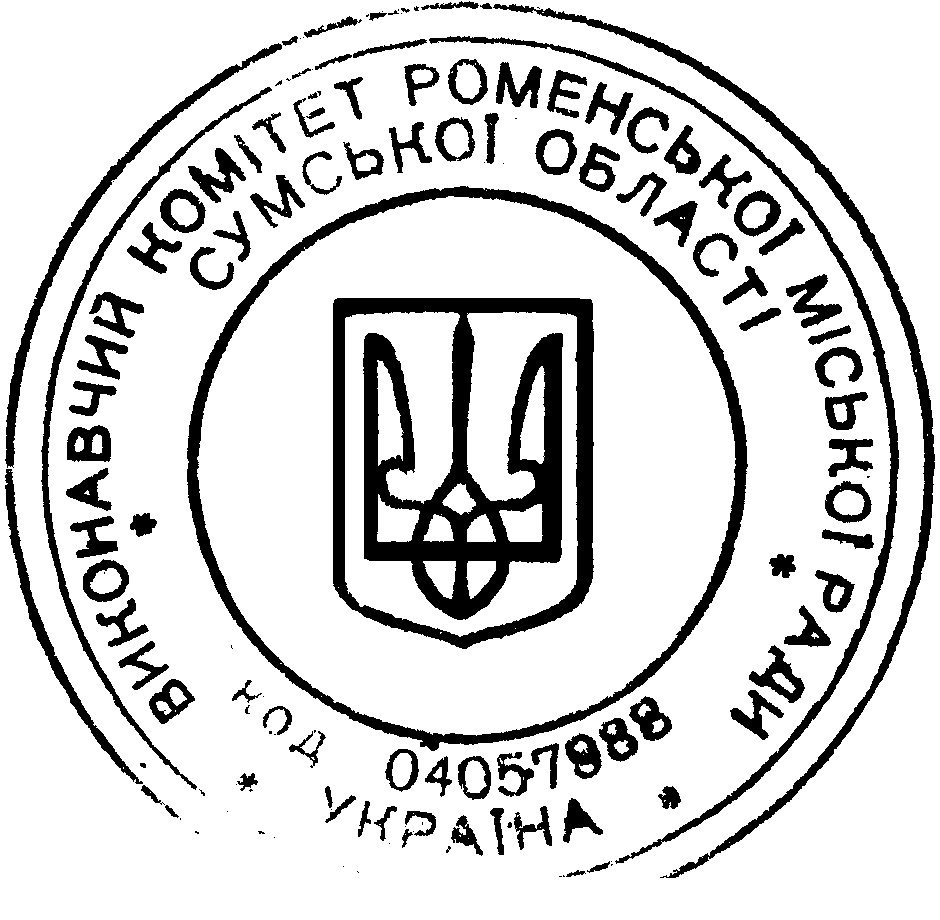 ВИКОНАВЧИЙ КОМІТЕТ РОМЕНСЬКОЇ МІСЬКОЇ РАДИ
СУМСЬКОЇ ОБЛАСТІ
* код 04057988 *
* УКРАЇНА *